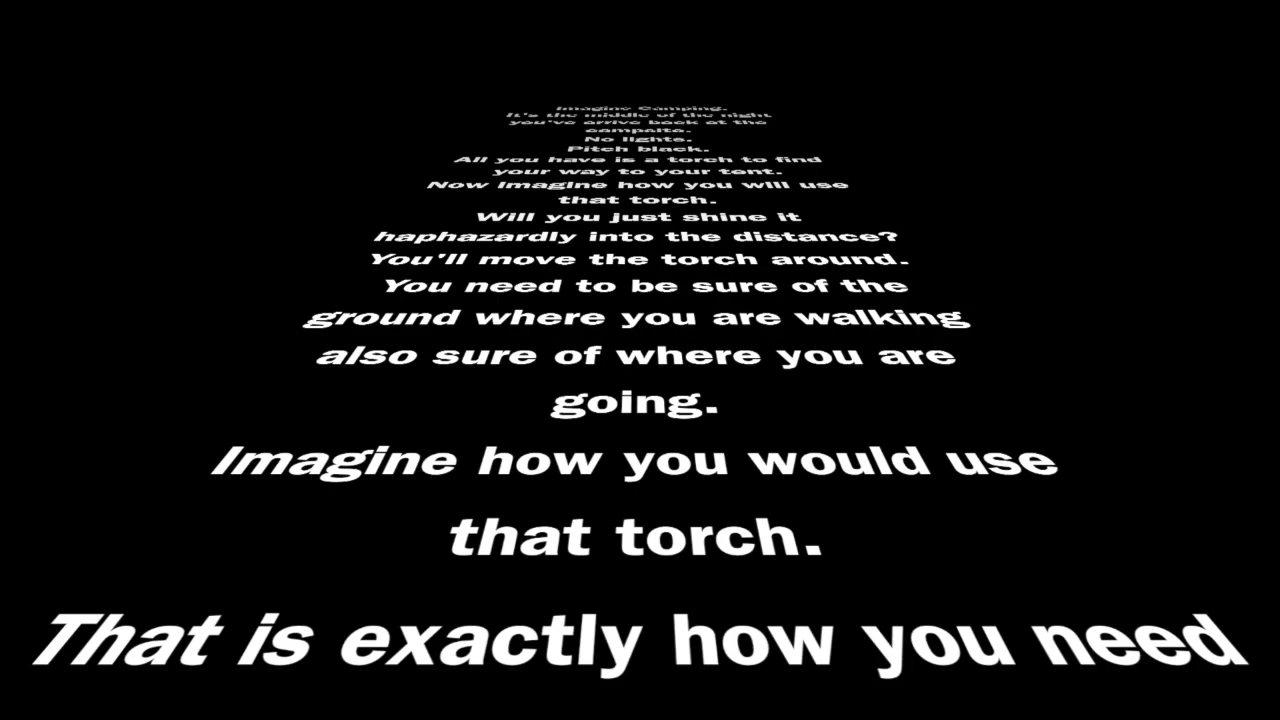 Imagine Camping.
It's the middle of the night
you've arrive back at the
campsite.
No lights.
Pitch black.
All you have is a torch to find
your way to your tent.
Now imagine how you will use
that torch.
Will you just shine it
haphazardly into the distance?
You'll move the torch around.
You need to be sure of the
ground where you are walking
also sure of where you are
going.
Imagine how you would use
that torch.
That is exactly how you need